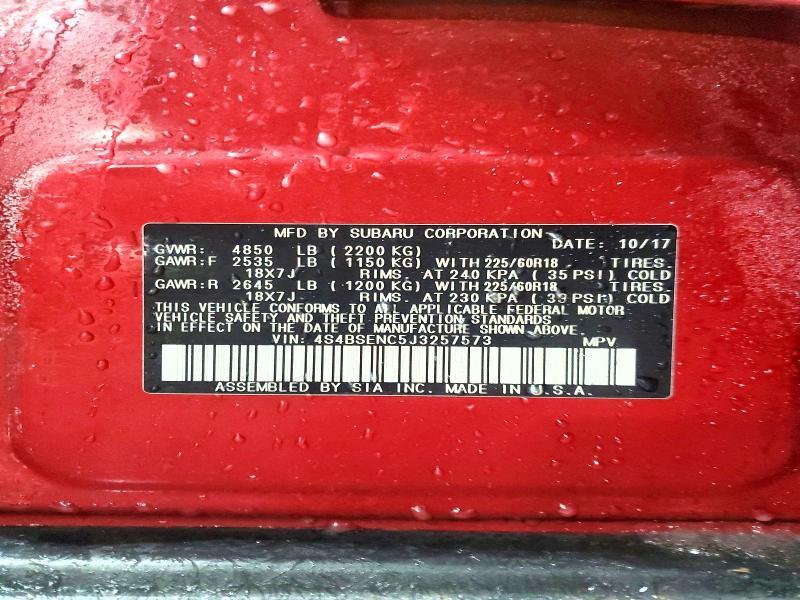 MFD BY SUBARU CORPORATION
GVWR: 4850 LB (2200 KG) DATE: 10/17
GAWR:F 2535 LB (1150 KG) WITH 225/60R18 TIRES.
18X7J RIMS. AT 240 KPA (35 PSI) COLD
GAWR:R 2645 LB (1200 KG) WITH 225/60R18 TIRES.
18X7J RIMS. AT 230 KPA (33 PSI) COLD
THIS VEHICLE CONFORMS TO ALL APPLICABLE FEDERAL MOTOR
VEHICLE SAFETY AND THEFT PREVENTION STANDARDS
IN EFFECT ON THE DATE OF MANUFACTURE SHOWN ABOVE.
VIN: 4S4BSENC5J3257573 MPV
ASSEMBLED BY SIA INC. MADE IN U.S.A.